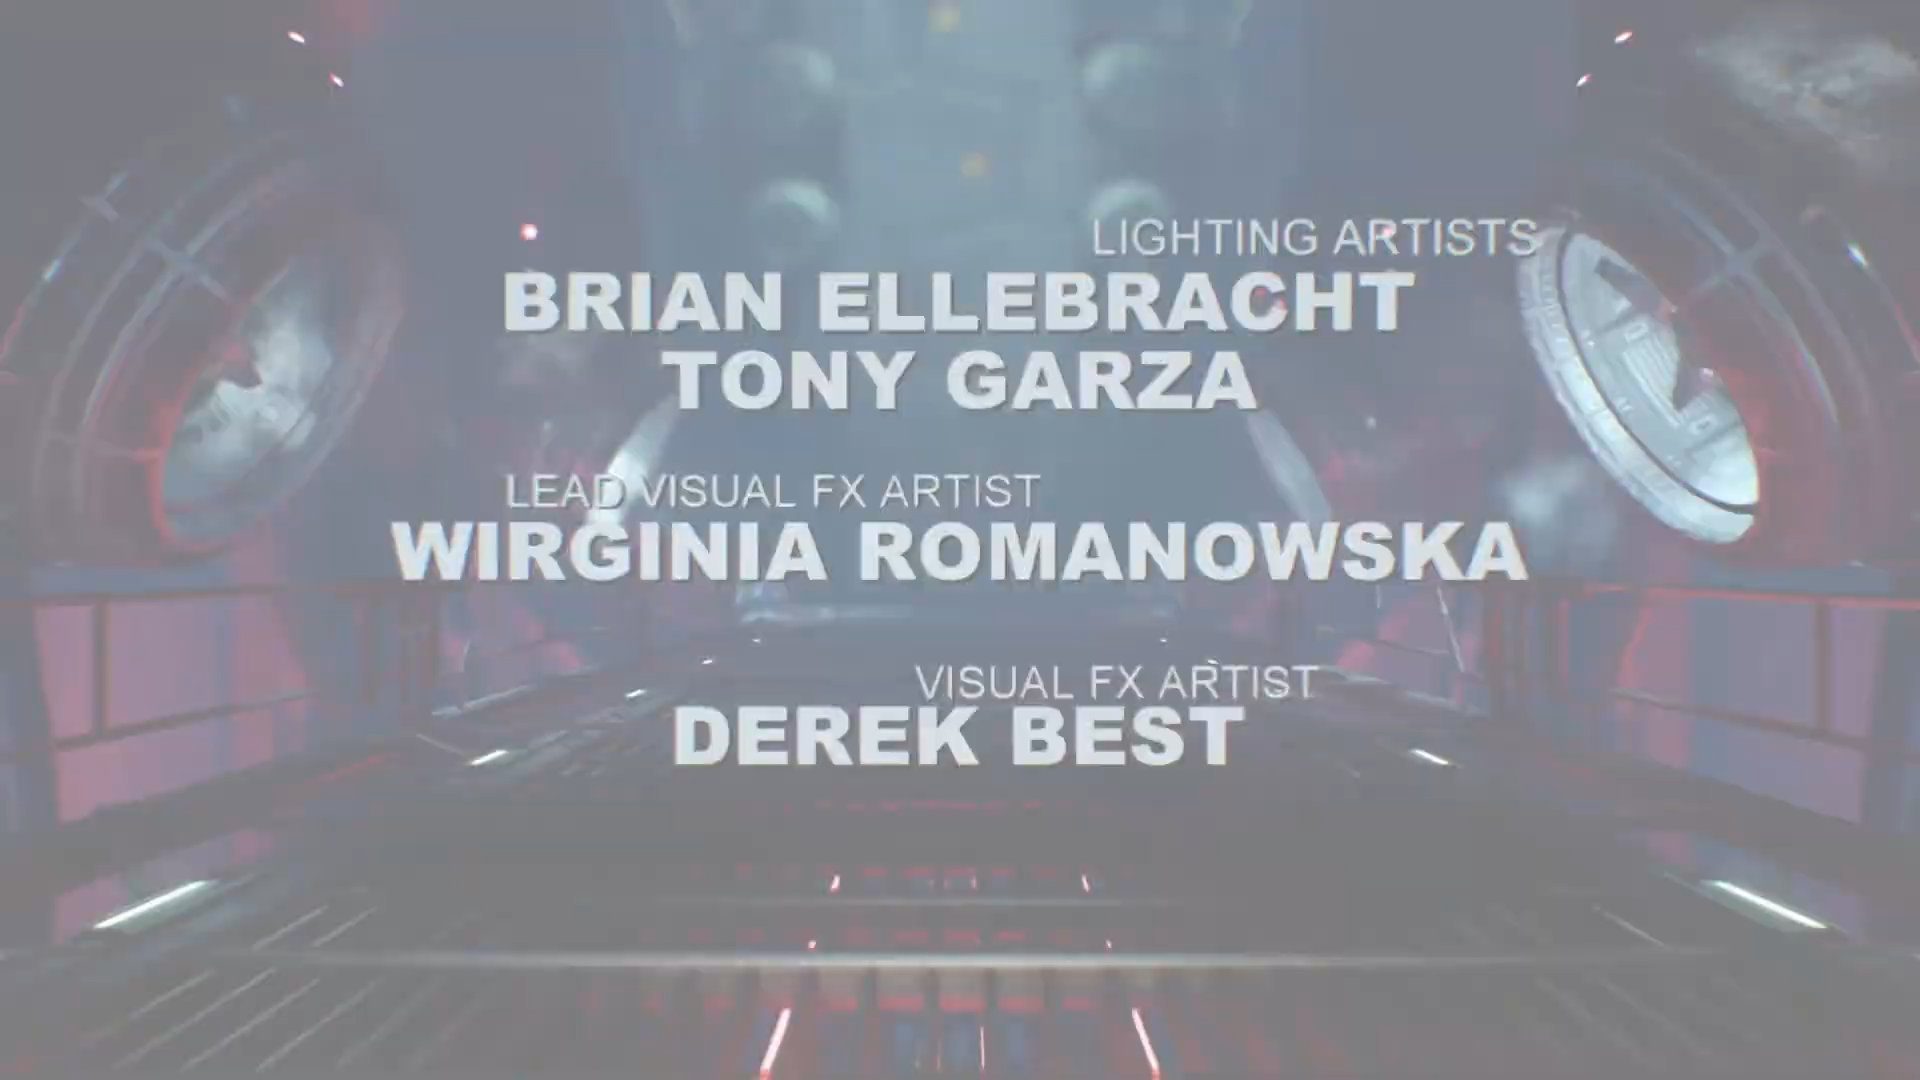 LIGHTING ARTISTS
BRIAN ELLEBRACHT
TONY GARZA
LEAD VISUAL FX ARTIST
WIRGINIA ROMANOWSKA
VISUAL FX ARTIST
DEREK BEST